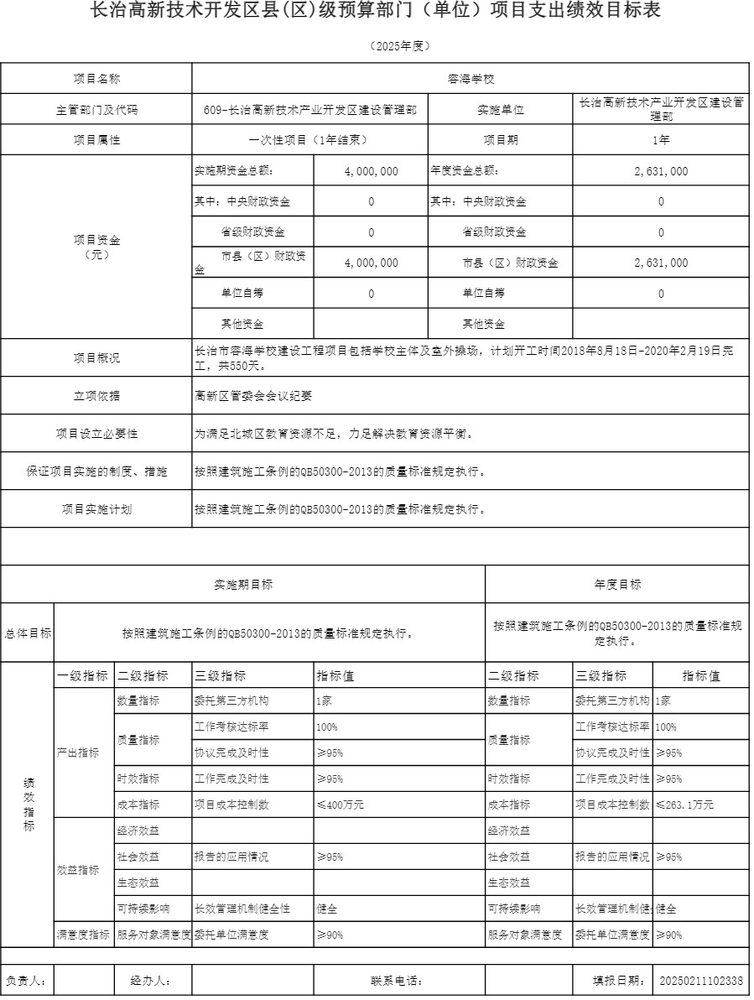 长治高新技术开发区县(区)级预算部门（单位）项目支出绩效目标表
（2025年度）
项目名称 容海学校
主管部门及代码 609-长治高新技术产业开发区建设管理部 实施单位 长治高新技术产业开发区建设管
理部
项目属性 一次性项目（1年结束） 项目期 1年
项目资金
（元）
实施期资金总额： 4,000,000 年度资金总额： 2,631,000
其中：中央财政资金 0 其中：中央财政资金 0
省级财政资金 0 省级财政资金 0
市县（区）财政资
金 4,000,000 市县（区）财政资金 2,631,000
单位自筹 0 单位自筹 0
其他资金 其他资金
项目概况 长治市容海学校建设工程项目包括学校主体及室外操场，计划开工时间2018年8月18日-2020年2月19日完
工，共550天。
立项依据 高新区管委会会议纪要
项目设立必要性 为满足北城区教育资源不足，力足解决教育资源平衡。
保证项目实施的制度、措施 按照建筑施工条例的QB50300-2013的质量标准规定执行。
项目实施计划 按照建筑施工条例的QB50300-2013的质量标准规定执行。
实施期目标 年度目标
总体目标 按照建筑施工条例的QB50300-2013的质量标准规定执行。 按照建筑施工条例的QB50300-2013的质量标准规
定执行。
绩
效
指
标
一级指标 二级指标 三级指标 指标值 二级指标 三级指标 指标值
产出指标
数量指标 委托第三方机构 1家 数量指标 委托第三方机构 1家
质量指标 工作考核达标率 100% 质量指标 工作考核达标率 100%
协议完成及时性 ≥95% 协议完成及时性 ≥95%
时效指标 工作完成及时性 ≥95% 时效指标 工作完成及时性 ≥95%
成本指标 项目成本控制数 ≤400万元 成本指标 项目成本控制数 ≤263.1万元
效益指标
经济效益 经济效益
社会效益 报告的应用情况 ≥95% 社会效益 报告的应用情况 ≥95%
生态效益 生态效益
可持续影响 长效管理机制健全性 健全 可持续影响 长效管理机制健 健全
满意度指标 服务对象满意度 委托单位满意度 ≥90% 服务对象满意度 委托单位满意度 ≥90%
负责人： 经办人： 联系电话： 填报日期： 20250211102338